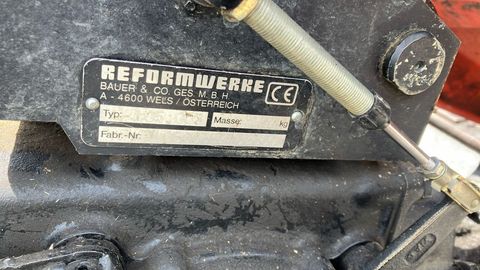 REFORMWERKE
BAUER & CO. GES. M. B. H.
A - 4600 WELS / ÖSTERREICH
CE
Typ: Masse: kg
Fabr.-Nr.